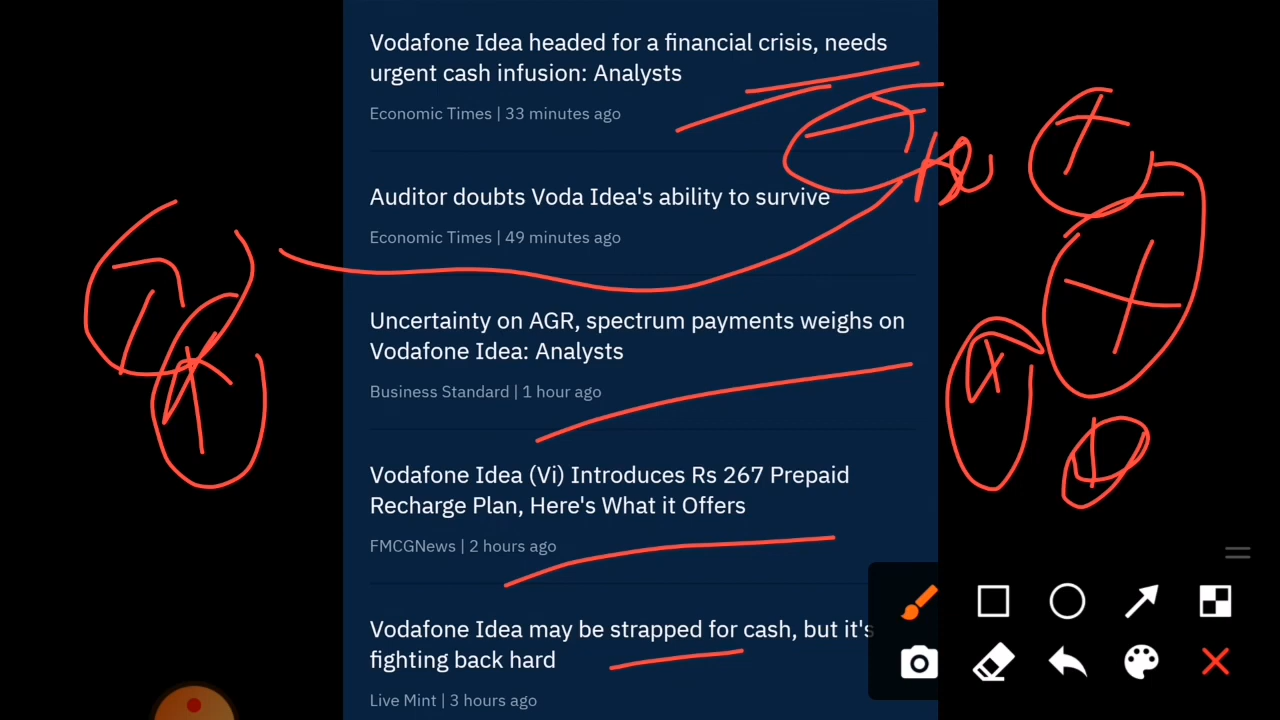 Vodafone Idea headed for a financial crisis, needs
urgent cash infusion: Analysts
Economic Times | 33 minutes ago
Auditor doubts Voda Idea's ability to survive
Economic Times | 49 minutes ago
Uncertainty on AGR, spectrum payments weighs on
Vodafone Idea: Analysts
Business Standard | 1 hour ago
Vodafone Idea (Vi) Introduces Rs 267 Prepaid
Recharge Plan, Here's What it Offers
FMCGNews | 2 hours ago
Vodafone Idea may be strapped for cash, but it's
fighting back hard
Live Mint | 3 hours ago